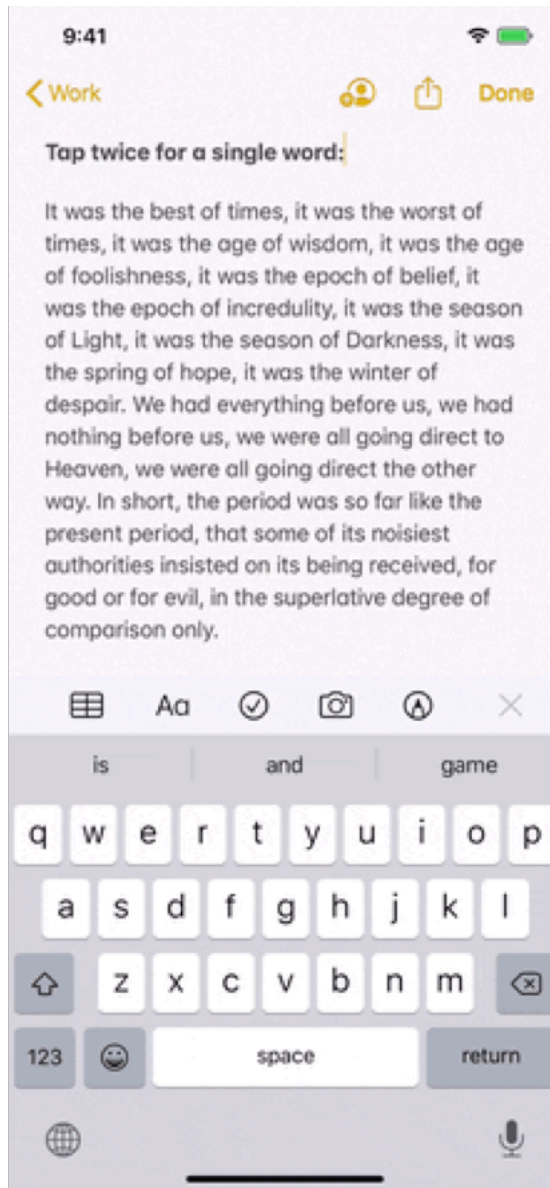 9:41
Work
Done
Tap twice for a single word:
It was the best of times, it was the worst of
times, it was the age of wisdom, it was the age
of foolishness, it was the epoch of belief, it
was the epoch of incredulity, it was the season
of Light, it was the season of Darkness, it was
the spring of hope, it was the winter of
despair. We had everything before us, we had
nothing before us, we were all going direct to
Heaven, we were all going direct the other
way. In short, the period was so far like the
present period, that some of its noisiest
authorities insisted on its being received, for
good or for evil, in the superlative degree of
comparison only.
Aa
is and game
q w e r t y u i o p
a s d f g h j k l
z x c v b n m
123 space return